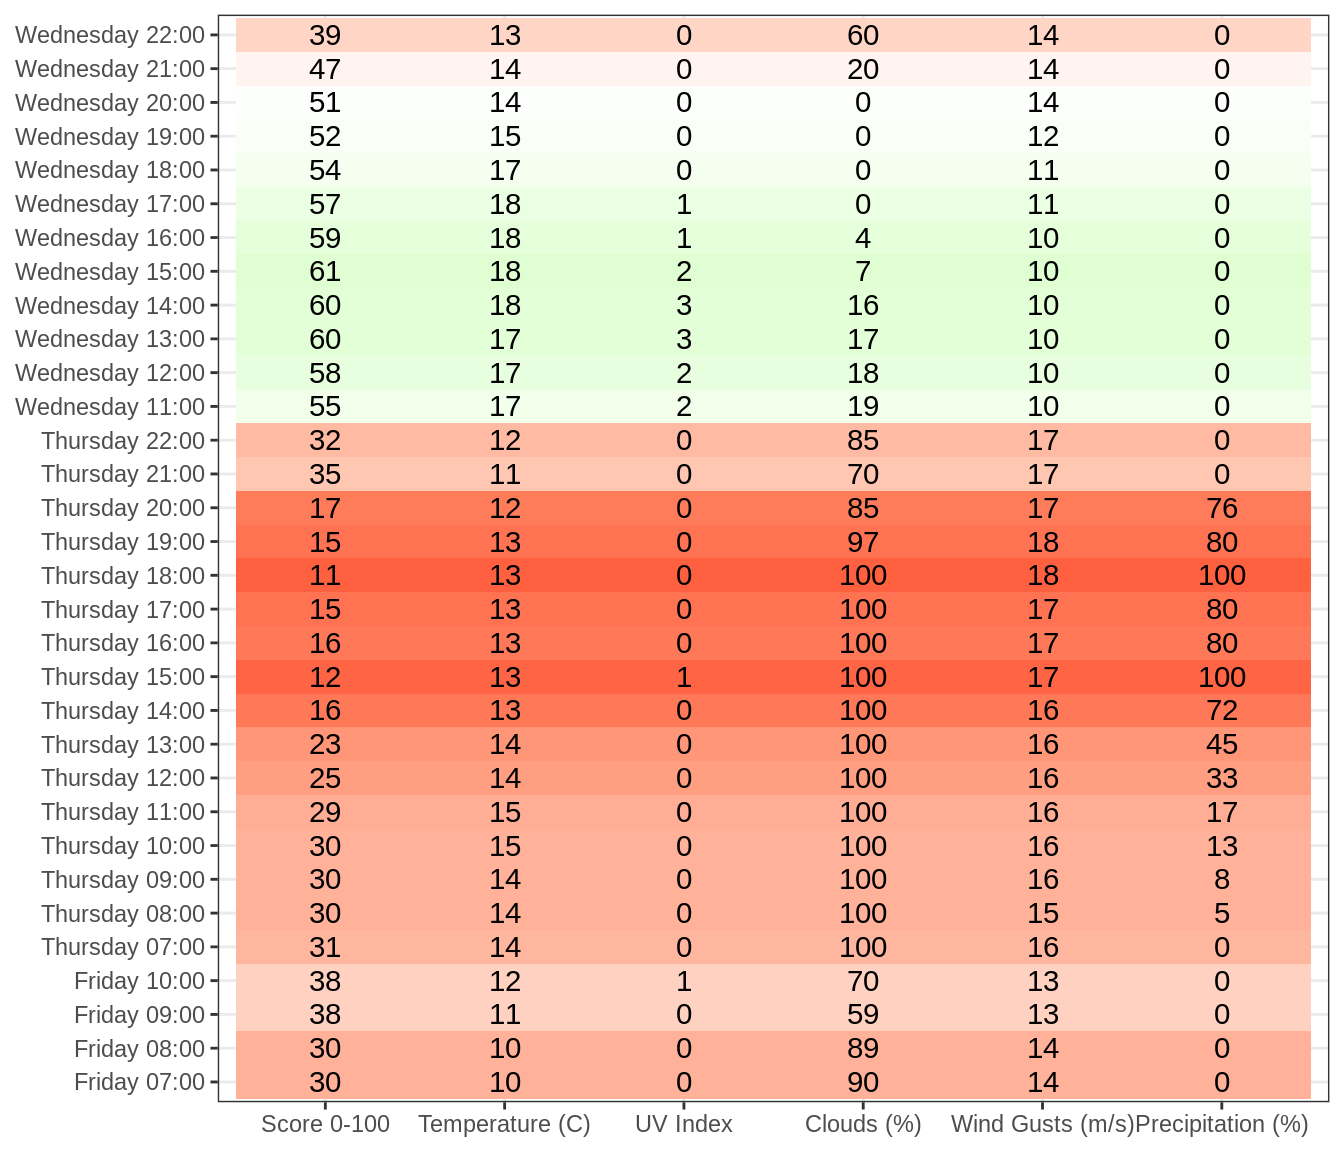 Wednesday 22:00 39 13 0 60 14 0
Wednesday 21:00 47 14 0 20 14 0
Wednesday 20:00 51 14 0 0 14 0
Wednesday 19:00 52 15 0 0 12 0
Wednesday 18:00 54 17 0 0 11 0
Wednesday 17:00 57 18 1 0 11 0
Wednesday 16:00 59 18 1 4 10 0
Wednesday 15:00 61 18 2 7 10 0
Wednesday 14:00 60 18 3 16 10 0
Wednesday 13:00 60 17 3 17 10 0
Wednesday 12:00 58 17 2 18 10 0
Wednesday 11:00 55 17 2 19 10 0
Thursday 22:00 32 12 0 85 17 0
Thursday 21:00 35 11 0 70 17 0
Thursday 20:00 17 12 0 85 17 76
Thursday 19:00 15 13 0 97 18 80
Thursday 18:00 11 13 0 100 18 100
Thursday 17:00 15 13 0 100 17 80
Thursday 16:00 16 13 0 100 17 80
Thursday 15:00 12 13 1 100 17 100
Thursday 14:00 16 13 0 100 16 72
Thursday 13:00 23 14 0 100 16 45
Thursday 12:00 25 14 0 100 16 33
Thursday 11:00 29 15 0 100 16 17
Thursday 10:00 30 15 0 100 16 13
Thursday 09:00 30 14 0 100 16 8
Thursday 08:00 30 14 0 100 15 5
Thursday 07:00 31 14 0 100 16 0
Friday 10:00 38 12 1 70 13 0
Friday 09:00 38 11 0 59 13 0
Friday 08:00 30 10 0 89 14 0
Friday 07:00 30 10 0 90 14 0
Score 0-100 Temperature (C) UV Index Clouds (%) Wind Gusts (m/s) Precipitation (%)